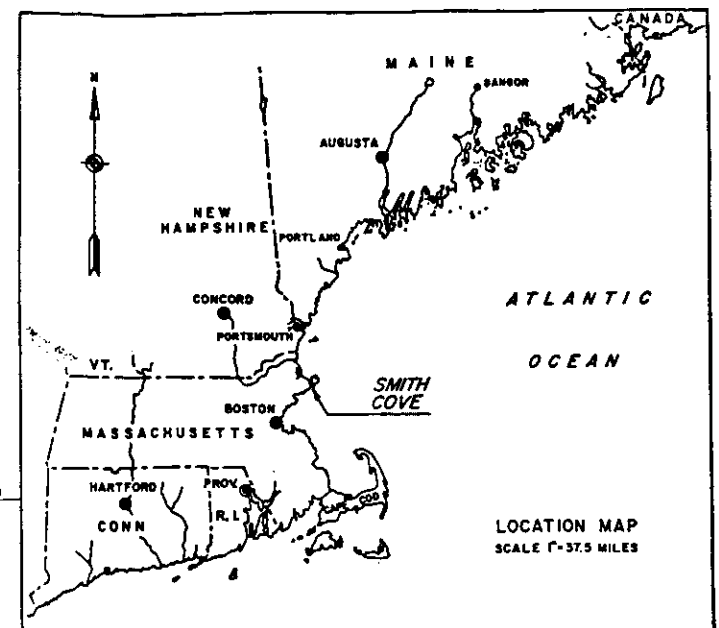 CANADA
MAINE
N
BANGOR
AUGUSTA
NEW
HAMPSHIRE
PORTLAND
CONCORD
ATLANTIC
PORTSMOUTH
OCEAN
VT.
SMITH
COVE
BOSTON
MASSACHUSETTS
HARTFORD
PROV.
CAPE COD
R.I.
CONN
LOCATION MAP
SCALE 1"=37.5 MILES